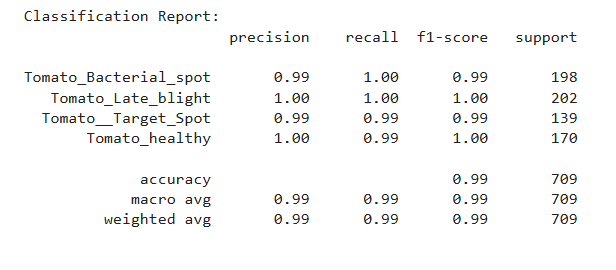 Classification Report:
precision recall f1-score support
Tomato_Bacterial_spot 0.99 1.00 0.99 198
Tomato_Late_blight 1.00 1.00 1.00 202
Tomato__Target_Spot 0.99 0.99 0.99 139
Tomato_healthy 1.00 0.99 1.00 170
accuracy 0.99 709
macro avg 0.99 0.99 0.99 709
weighted avg 0.99 0.99 0.99 709